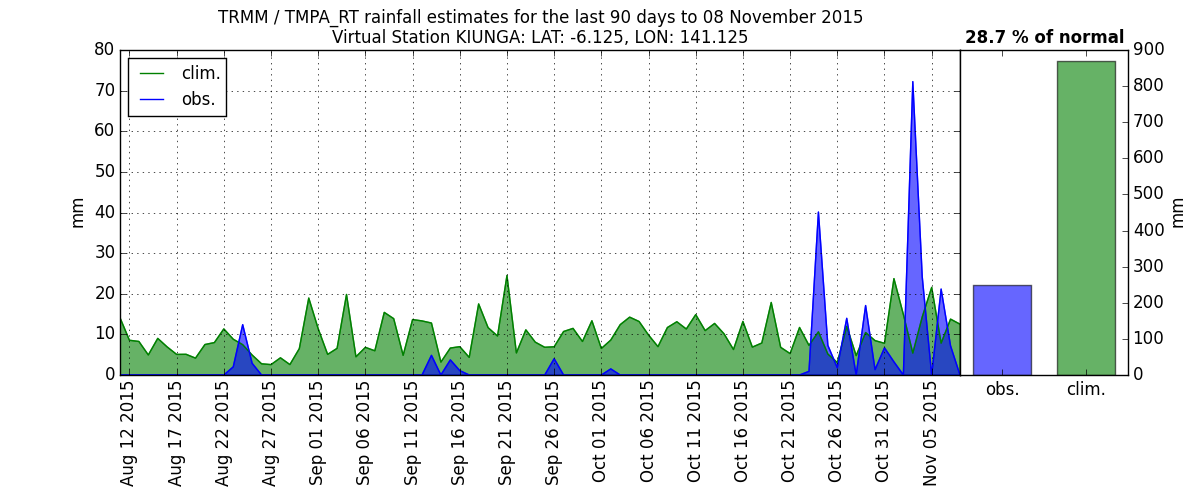 TRMM / TMPA_RT rainfall estimates for the last 90 days to 08 November 2015
Virtual Station KIUNGA: LAT: -6.125, LON: 141.125
28.7 % of normal
clim.
obs.
mm
80
70
60
50
40
30
20
10
0
900
800
700
600
500
400
300
200
100
0
mm
Aug 12 2015
Aug 17 2015
Aug 22 2015
Aug 27 2015
Sep 01 2015
Sep 06 2015
Sep 11 2015
Sep 16 2015
Sep 21 2015
Sep 26 2015
Oct 01 2015
Oct 06 2015
Oct 11 2015
Oct 16 2015
Oct 21 2015
Oct 26 2015
Oct 31 2015
Nov 05 2015
obs.
clim.